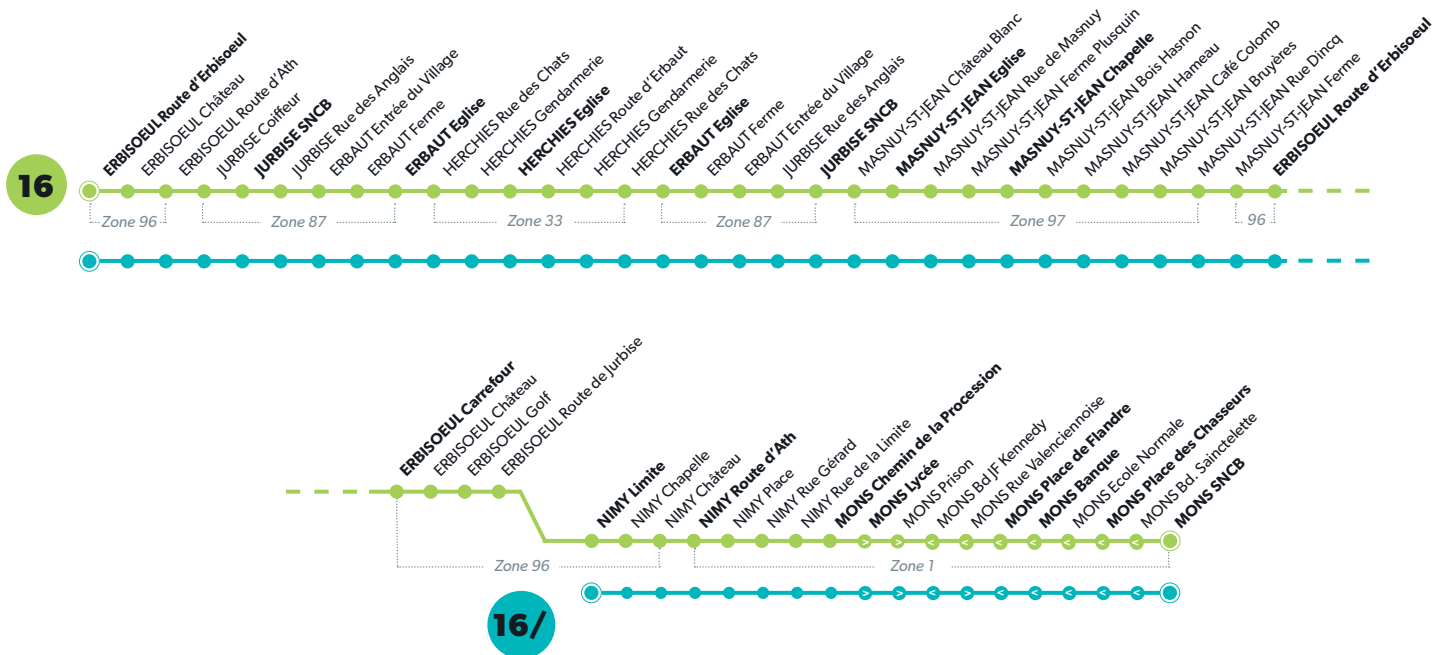 ERBISOEUL Route d'Erbisoeul
ERBISOEUL Château
ERBISOEUL Route d'Ath
JURBISE Coiffeur
JURBISE SNCB
JURBISE Rue des Anglais
ERBAUT Entrée du Village
ERBAUT Ferme
ERBAUT Eglise
HERCHIES Rue des Chats
HERCHIES Gendarmerie
HERCHIES Eglise
HERCHIES Route d'Erbaut
HERCHIES Gendarmerie
HERCHIES Rue des Chats
ERBAUT Eglise
ERBAUT Ferme
ERBAUT Entrée du Village
JURBISE Rue des Anglais
JURBISE SNCB
MASNUY-ST-JEAN Château Blanc
MASNUY-ST-JEAN Eglise
MASNUY-ST-JEAN Rue de Masnuy
MASNUY-ST-JEAN Ferme Plusquin
MASNUY-ST-JEAN Chapelle
MASNUY-ST-JEAN Bois Hasnon
MASNUY-ST-JEAN Hameau
MASNUY-ST-JEAN Café Colomb
MASNUY-ST-JEAN Bruyères
MASNUY-ST-JEAN Rue Dincq
MASNUY-ST-JEAN Ferme
ERBISOEUL Route d'Erbisoeul
16
Zone 96
Zone 87
Zone 33
Zone 87
Zone 97
96
ERBISOEUL Carrefour
ERBISOEUL Château
ERBISOEUL Golf
ERBISOEUL Route de Jurbise
NIMY Limite
NIMY Chapelle
NIMY Château
NIMY Route d'Ath
NIMY Place
NIMY Rue Gérard
NIMY Rue de la Limite
MONS Chemin de la Procession
MONS Lycée
MONS Prison
MONS Bd JF Kennedy
MONS Rue Valenciennoise
MONS Place de Flandre
MONS Banque
MONS Ecole Normale
MONS Place des Chasseurs
MONS Bd. Sainctelette
MONS SNCB
> > < < < < < < <
Zone 96
Zone 1
> < < > < < < < <
16/